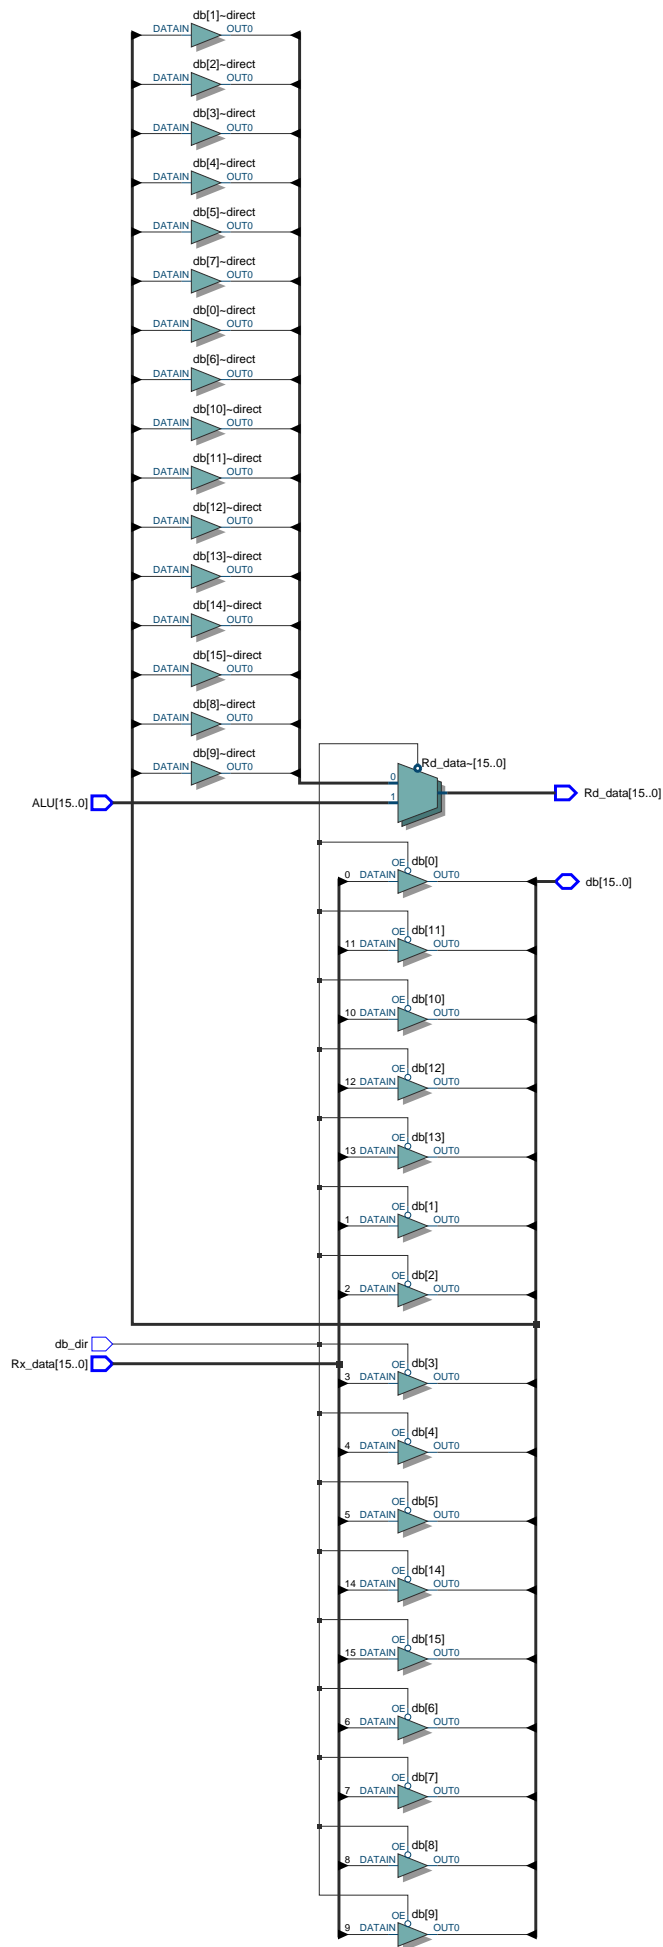 db[1]~direct
DATAIN OUT0
db[2]~direct
DATAIN OUT0
db[3]~direct
DATAIN OUT0
db[4]~direct
DATAIN OUT0
db[5]~direct
DATAIN OUT0
db[7]~direct
DATAIN OUT0
db[0]~direct
DATAIN OUT0
db[6]~direct
DATAIN OUT0
db[10]~direct
DATAIN OUT0
db[11]~direct
DATAIN OUT0
db[12]~direct
DATAIN OUT0
db[13]~direct
DATAIN OUT0
db[14]~direct
DATAIN OUT0
db[15]~direct
DATAIN OUT0
db[8]~direct
DATAIN OUT0
db[9]~direct
DATAIN OUT0
Rd_data~[15..0]
0
1
ALU[15..0]
Rd_data[15..0]
OE db[0]
0 DATAIN OUT0
db[15..0]
OE db[11]
11 DATAIN OUT0
OE db[10]
10 DATAIN OUT0
OE db[12]
12 DATAIN OUT0
OE db[13]
13 DATAIN OUT0
OE db[1]
1 DATAIN OUT0
OE db[2]
2 DATAIN OUT0
db_dir
Rx_data[15..0]
OE db[3]
3 DATAIN OUT0
OE db[4]
4 DATAIN OUT0
OE db[5]
5 DATAIN OUT0
OE db[14]
14 DATAIN OUT0
OE db[15]
15 DATAIN OUT0
OE db[6]
6 DATAIN OUT0
OE db[7]
7 DATAIN OUT0
OE db[8]
8 DATAIN OUT0
OE db[9]
9 DATAIN OUT0